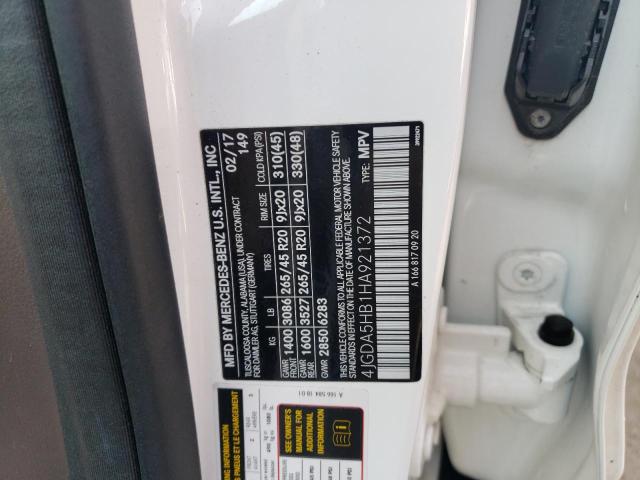 MFD BY MERCEDES-BENZ U.S. INTL., INC
TUSCALOOSA COUNTY, ALABAMA (USA), UNDER CONTRACT
FOR DAIMLER AG, STUTTGART (GERMANY)
02/17
149
KG LB TIRES RIM SIZE COLD KPA(PSI)
GAWR FRONT 1400 3086 265/45 R20 9Jx20 310(45)
GAWR REAR 1600 3527 265/45 R20 9Jx20 330(48)
GVWR 2850 6283
CONFORMS TO ALL APPLICABLE FEDERAL MOTOR VEHICLE SAFETY
STANDARDS IN EFFECT ON THE DATE OF MANUFACTURE SHOWN ABOVE.
4JGDA5HB1HA921372 TYPE: MPV
A 166 817 09 20
A 166 584 18 01
SEE OWNER'S
MANUAL FOR
ADDITIONAL
INFORMATION